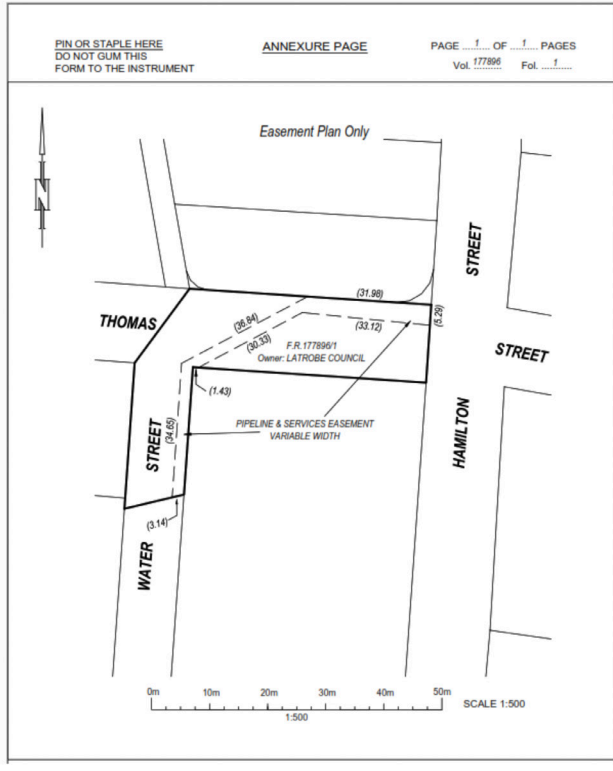 PIN OR STAPLE HERE
DO NOT GUM THIS
FORM TO THE INSTRUMENT
ANNEXURE PAGE
PAGE ...1... OF ...1... PAGES
Vol. 177896 Fol. ...1...
Easement Plan Only
N
STREET
(31.98)
THOMAS
(36.84)
(5.29)
(30.33)
(33.12)
F.R.177896/1
Owner: LATROBE COUNCIL
STREET
(1.43)
PIPELINE & SERVICES EASEMENT
VARIABLE WIDTH
(34.65)
STREET
HAMILTON
(3.14)
WATER
0m 10m 20m 30m 40m 50m
SCALE 1:500
1:500